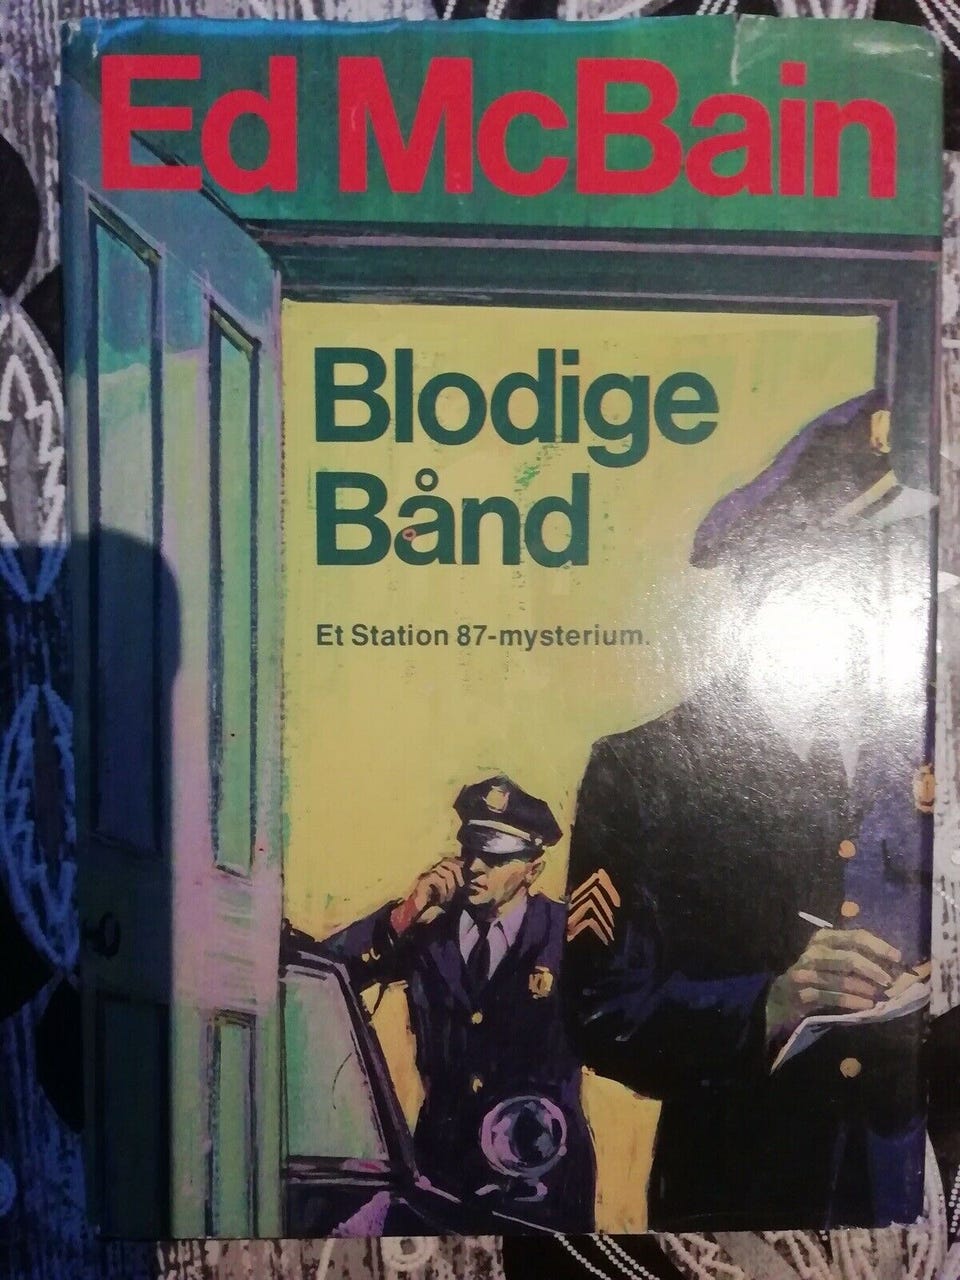 Ed McBain
Blodige
Bånd
Et Station 87-mysterium.